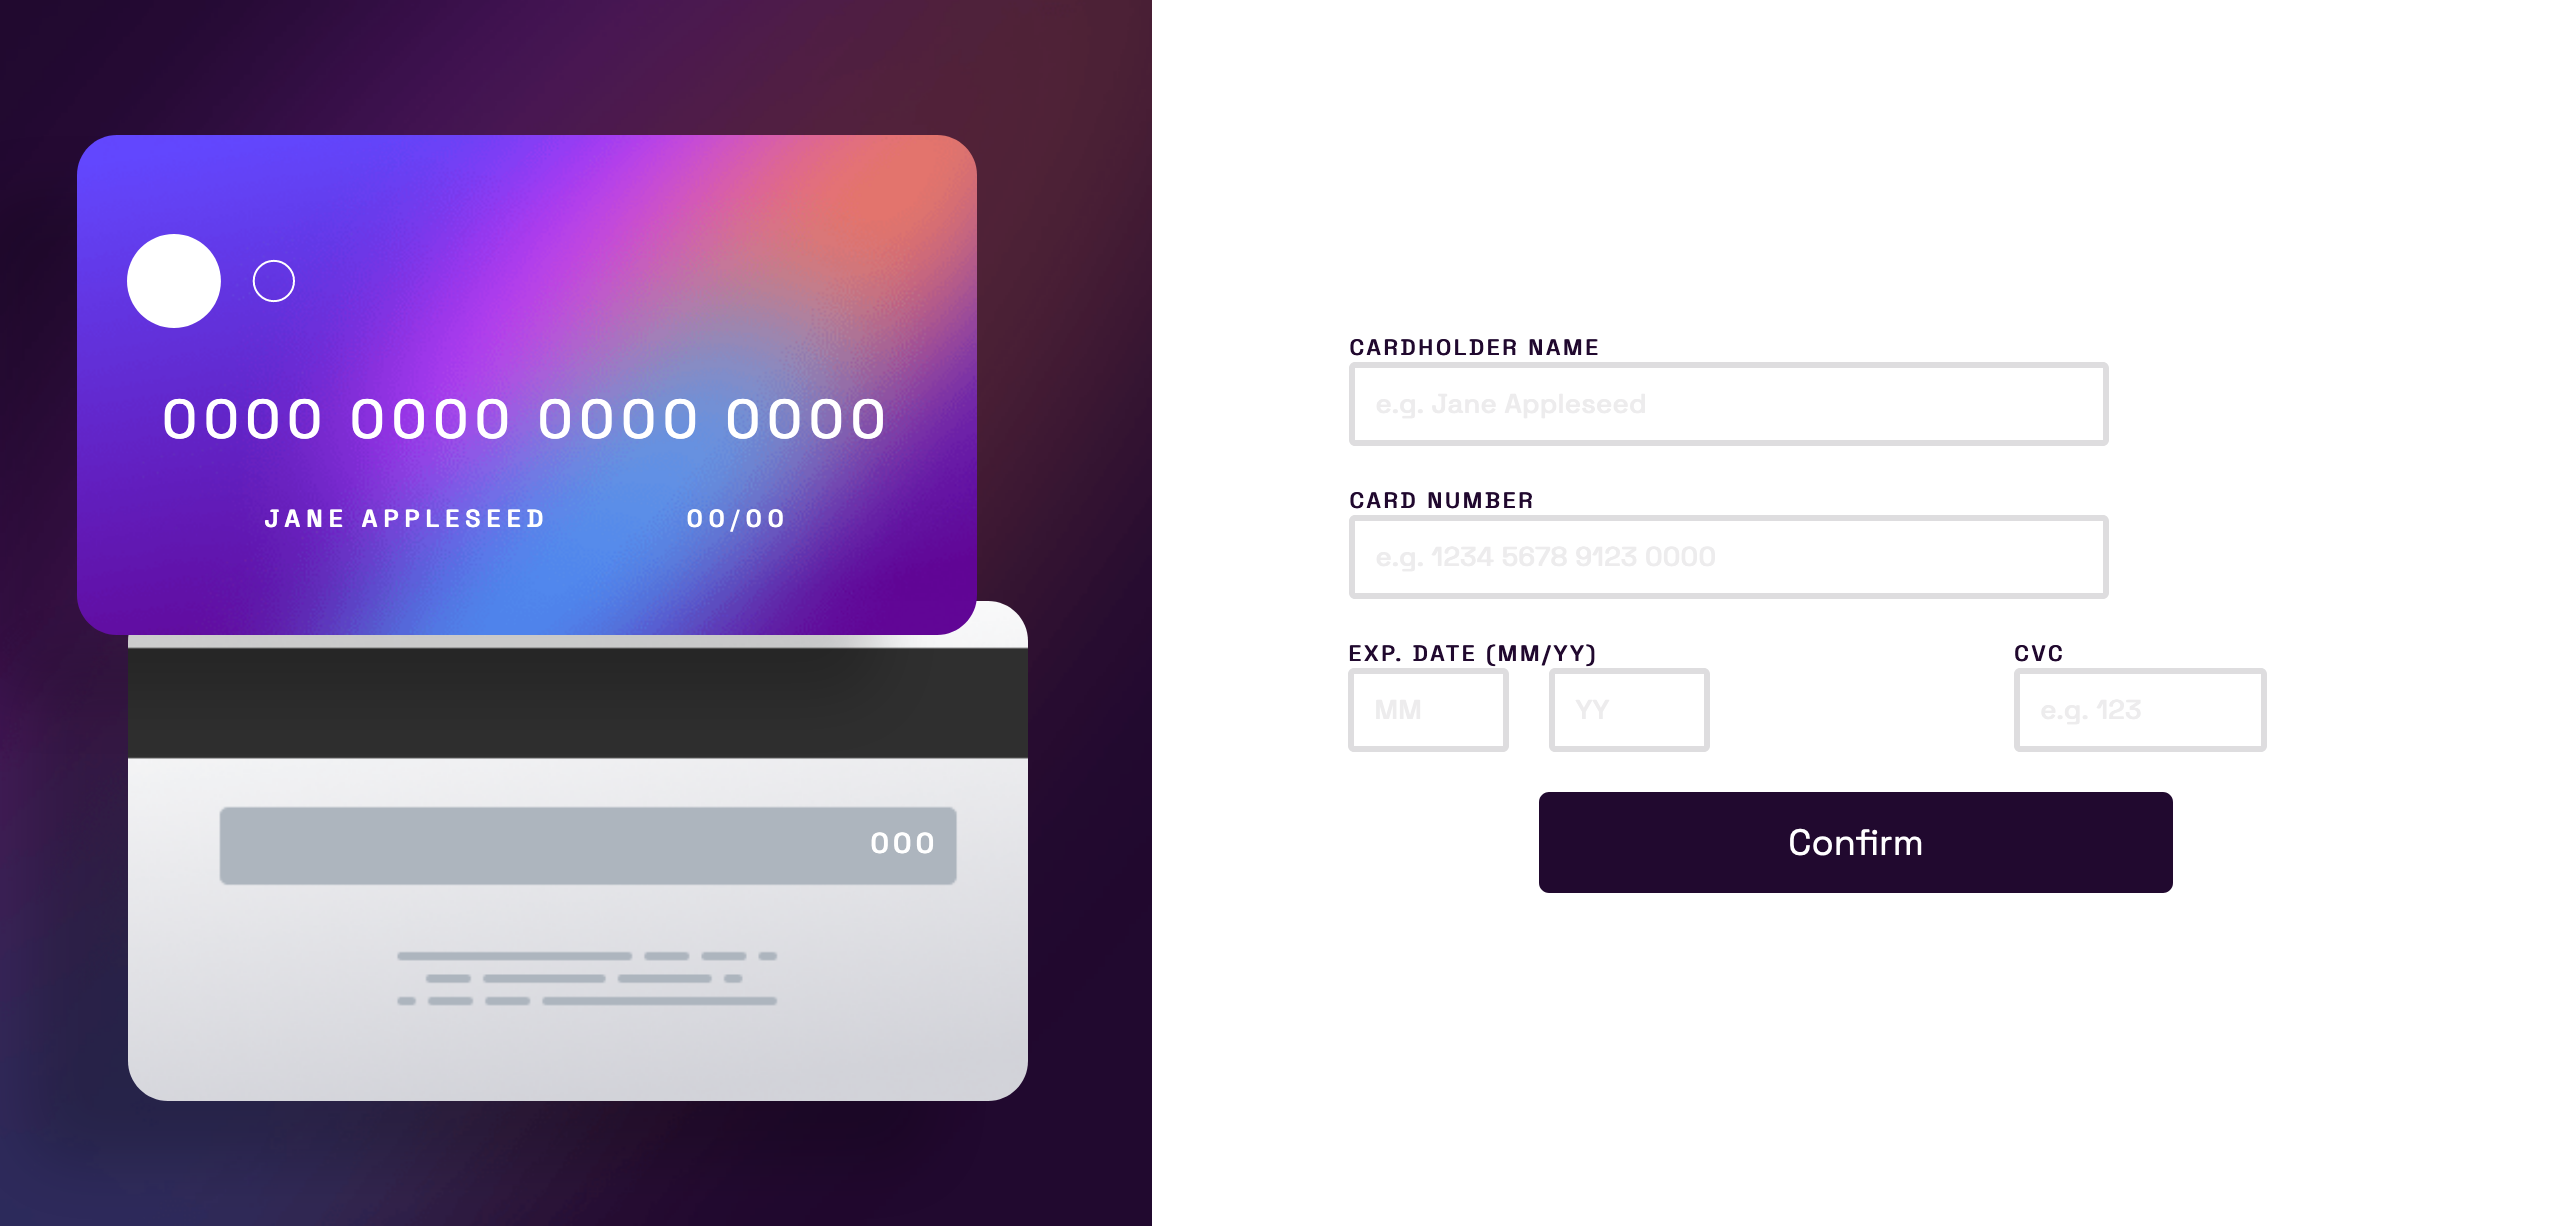 0000 0000 0000 0000
JANE APPLESEED 00/00
000
CARDHOLDER NAME
e.g. Jane Appleseed
CARD NUMBER
e.g. 1234 5678 9123 0000
EXP. DATE (MM/YY) CVC
MM YY e.g. 123
Confirm